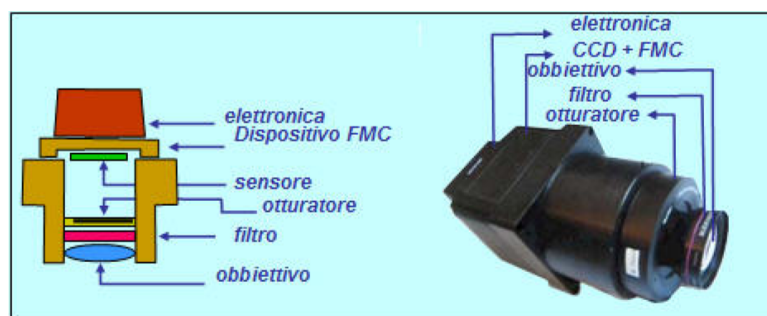 elettronica
Dispositivo FMC
sensore
otturatore
filtro
obbiettivo
elettronica
CCD + FMC
obbiettivo
filtro
otturatore